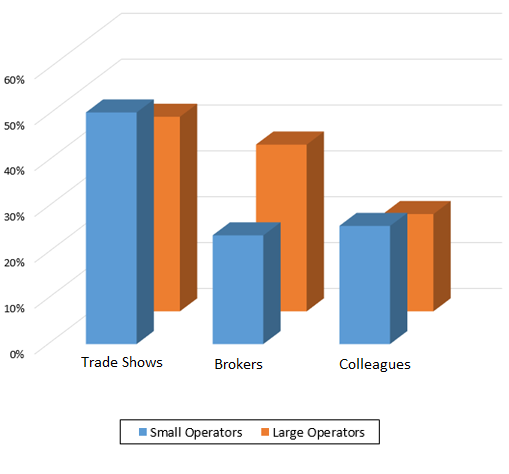 60%
50%
40%
30%
20%
10%
0%
Trade Shows
Brokers
Colleagues
Small Operators
Large Operators